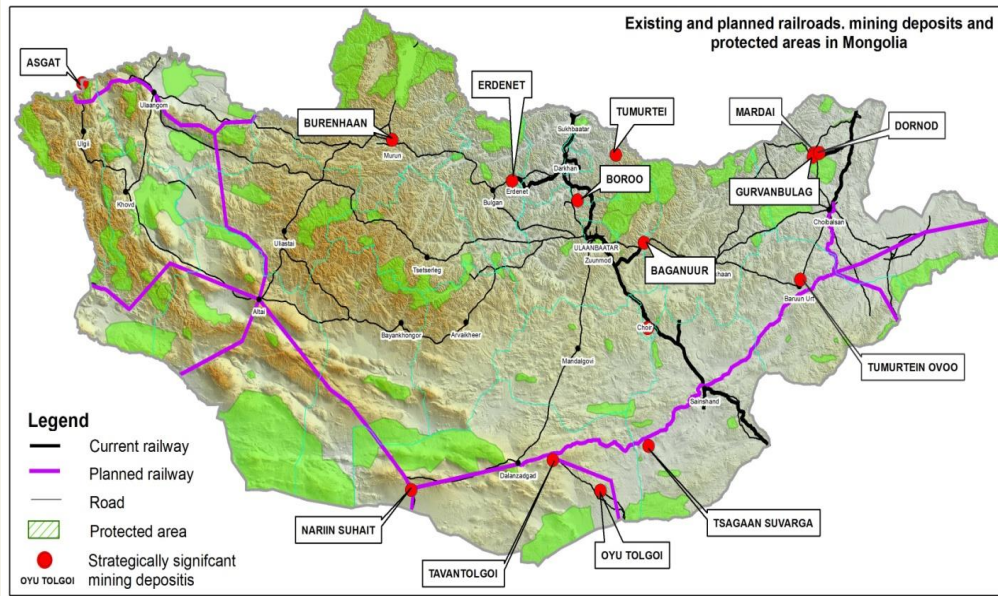 Existing and planned railroads. mining deposits and
protected areas in Mongolia
ASGAT
ERDENET
BURENHAAN
TUMURTEI
MARDAI
DORNOD
BOROO
GURVANBULAG
BAGANUUR
TUMURTEIN OVOO
NARIIN SUHAIT
TAVANTOLGOI
OYU TOLGOI
TSAGAAN SUVARGA
Ulaangom
Ulgii
Khovd
Murun
Uliastai
Altai
Tsetserleg
Bayankhongor
Arvaikheer
Bulgan
Erdenet
Sukhbaatar
Darkhan
ULAANBAATAR
Zuunmod
Choir
Mandalgovi
Dalanzadgad
Sainshand
Baruun Urt
Choibalsan
Legend
Current railway
Planned railway
Road
Protected area
Strategically signifcant
mining depositis
OYU TOLGOI